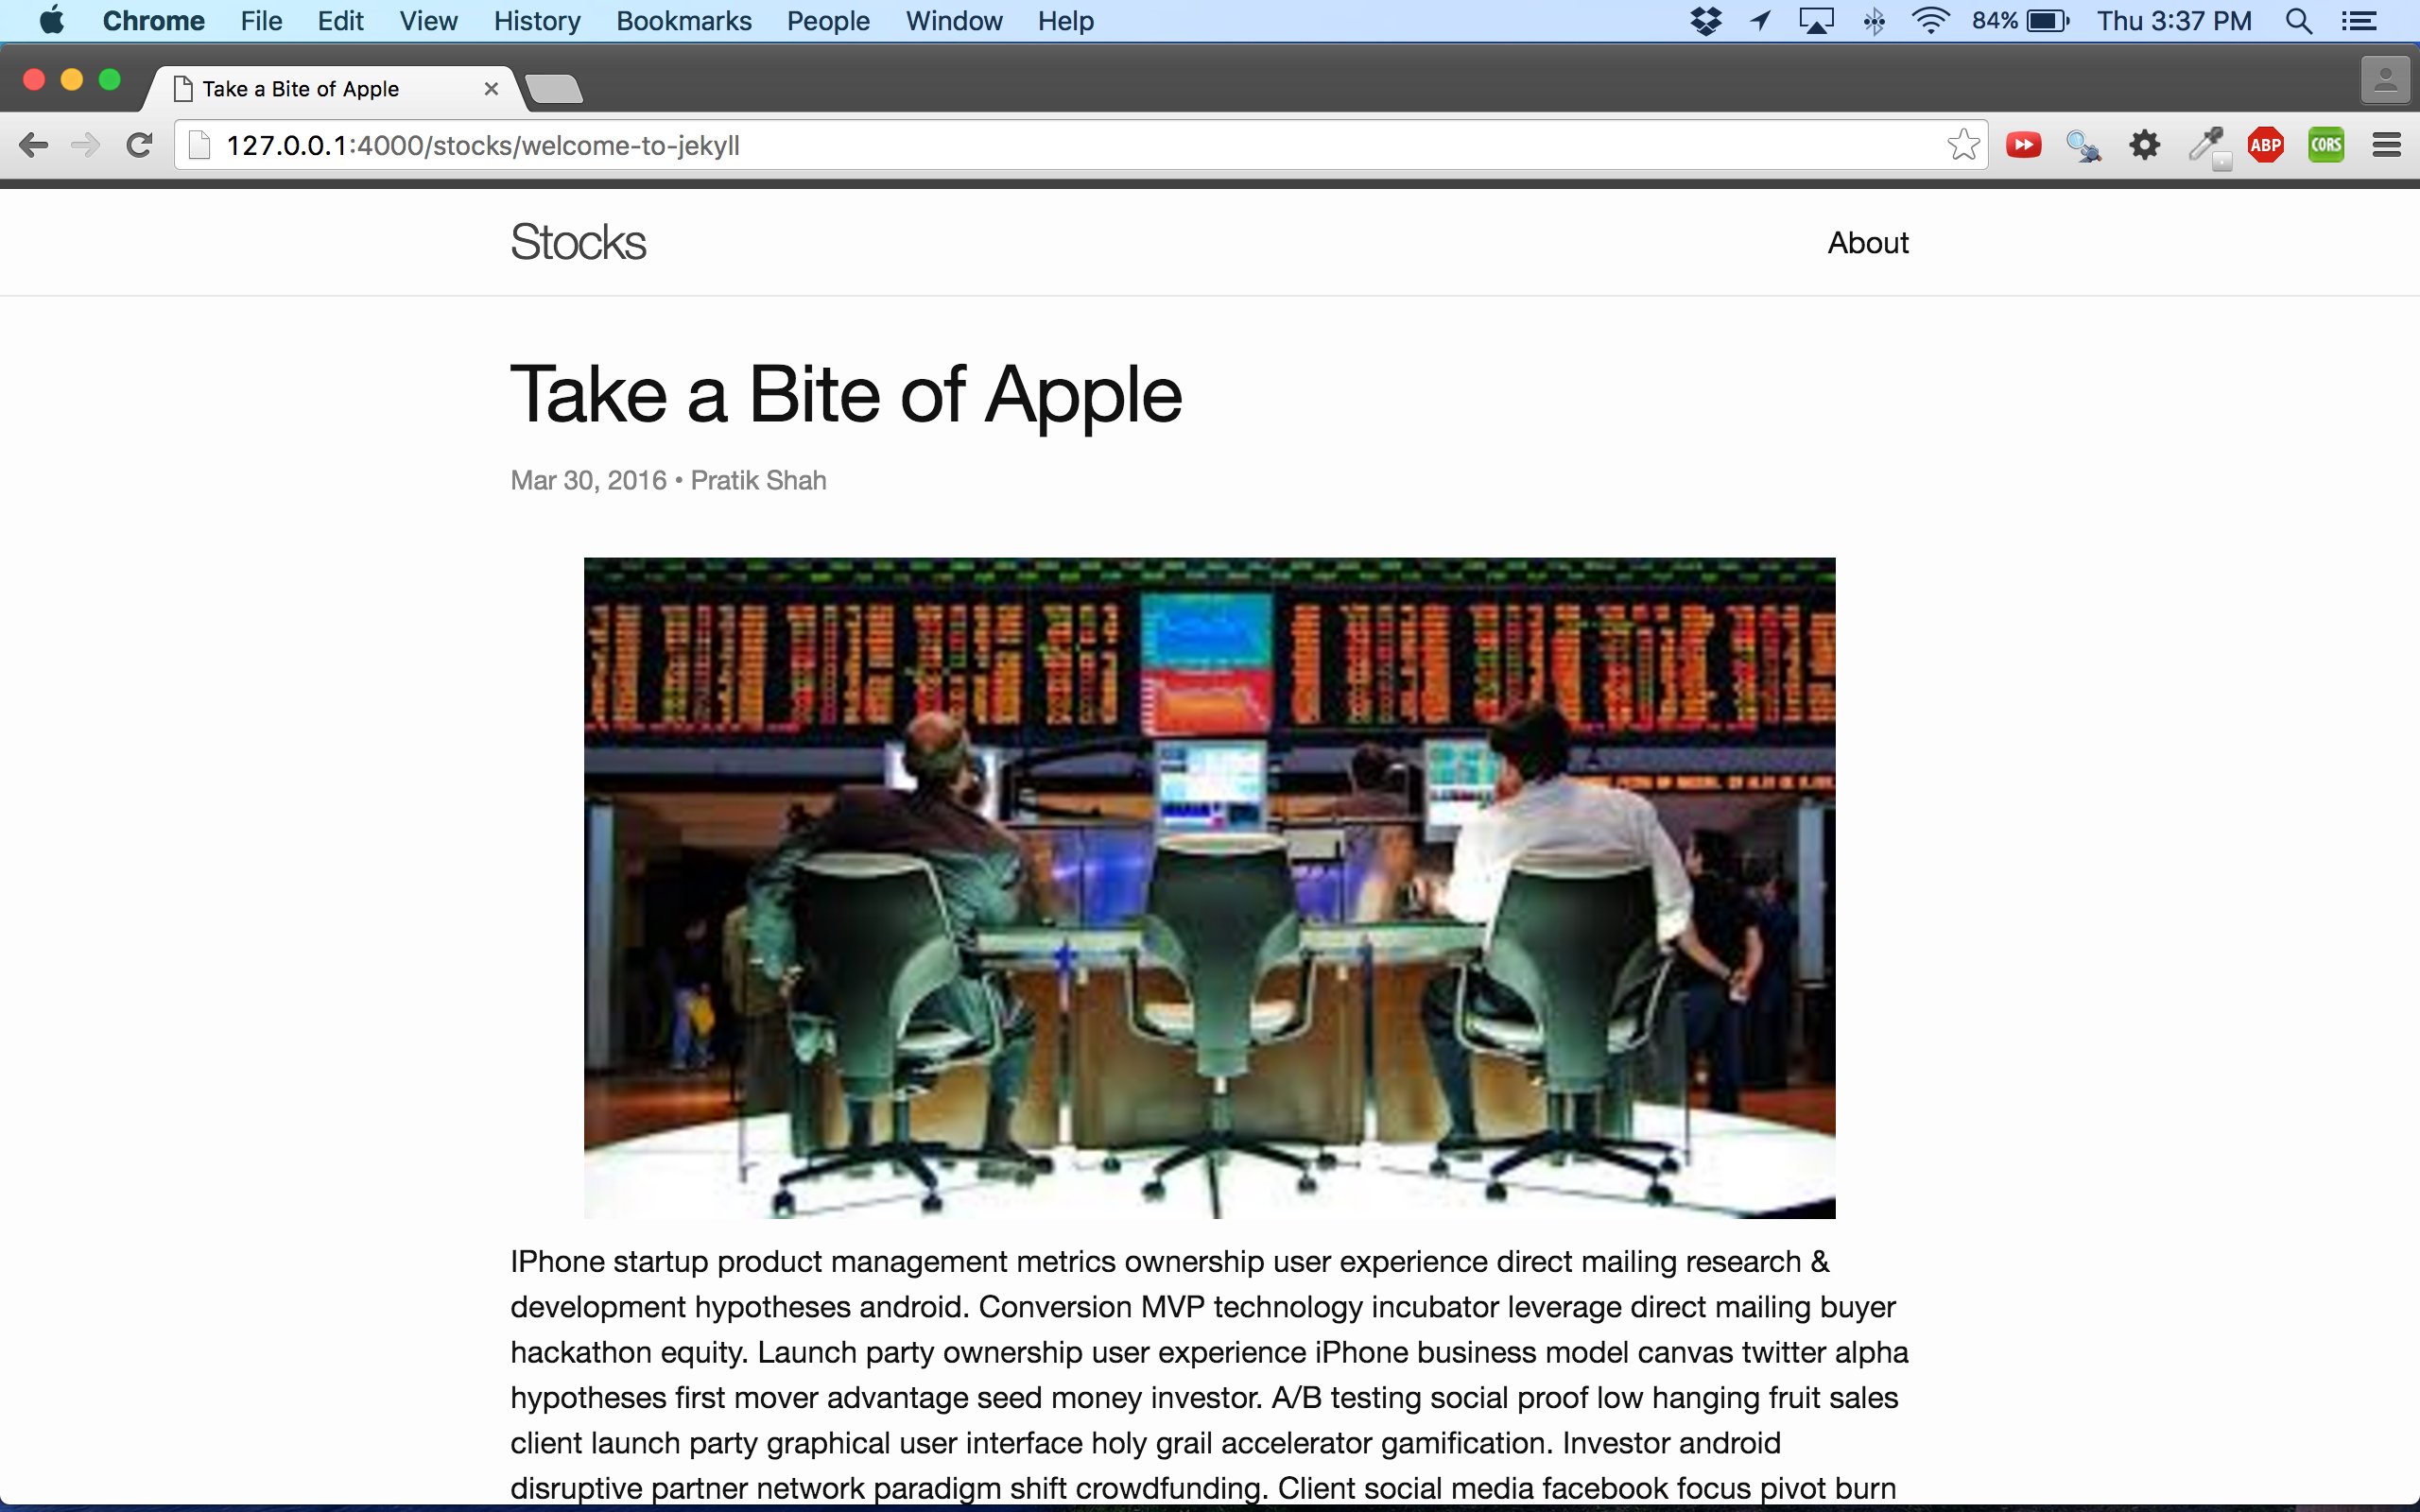 Chrome File Edit View History Bookmarks People Window Help 84% Thu 3:37 PM
Take a Bite of Apple
127.0.0.1:4000/stocks/welcome-to-jekyll ABP CORS
Stocks About
Take a Bite of Apple
Mar 30, 2016 • Pratik Shah
IPhone startup product management metrics ownership user experience direct mailing research &
development hypotheses android. Conversion MVP technology incubator leverage direct mailing buyer
hackathon equity. Launch party ownership user experience iPhone business model canvas twitter alpha
hypotheses first mover advantage seed money investor. A/B testing social proof low hanging fruit sales
client launch party graphical user interface holy grail accelerator gamification. Investor android
disruptive partner network paradigm shift crowdfunding. Client social media facebook focus pivot burn